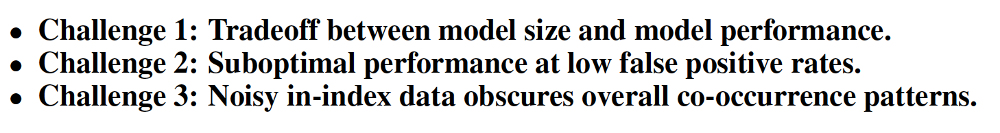 • Challenge 1: Tradeoff between model size and model performance.
• Challenge 2: Suboptimal performance at low false positive rates.
• Challenge 3: Noisy in-index data obscures overall co-occurrence patterns.